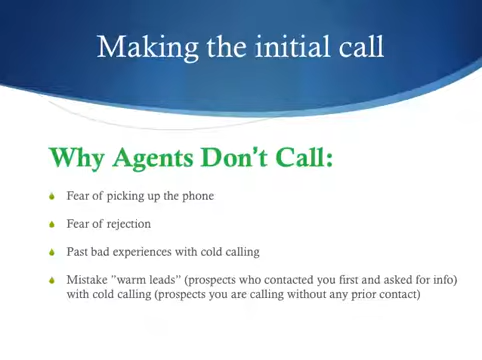 Making the initial call
Why Agents Don’t Call:
Fear of picking up the phone
Fear of rejection
Past bad experiences with cold calling
Mistake ”warm leads” (prospects who contacted you first and asked for info)
with cold calling (prospects you are calling without any prior contact)